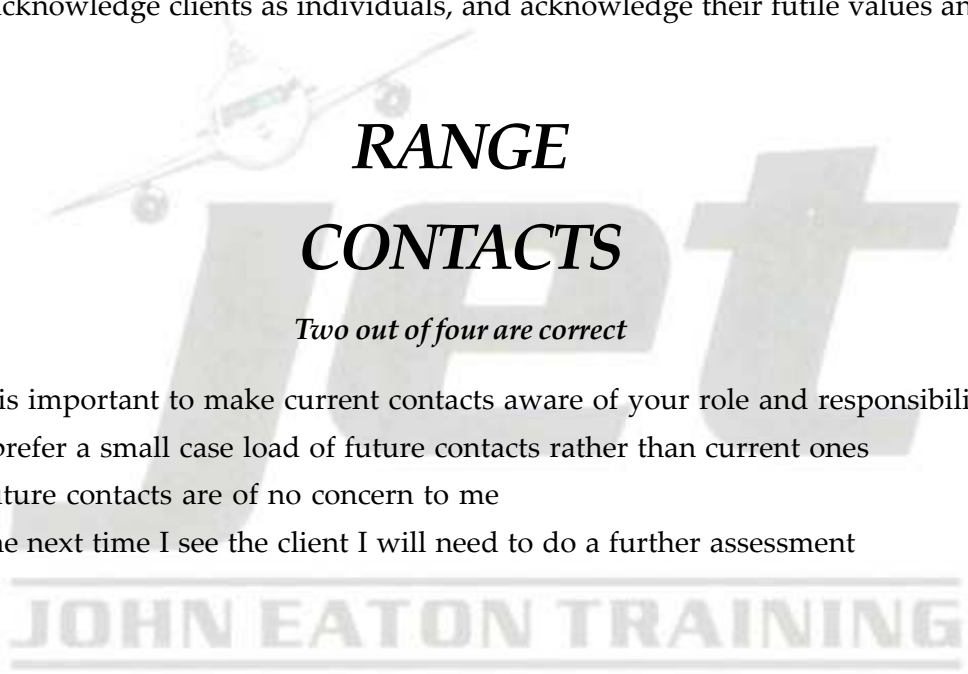 acknowledge clients as individuals, and acknowledge their futile values an
RANGE
CONTACTS
Two out of four are correct
is important to make current contacts aware of your role and responsibili
prefer a small case load of future contacts rather than current ones
uture contacts are of no concern to me
he next time I see the client I will need to do a further assessment
jet
JOHN EATON TRAINING